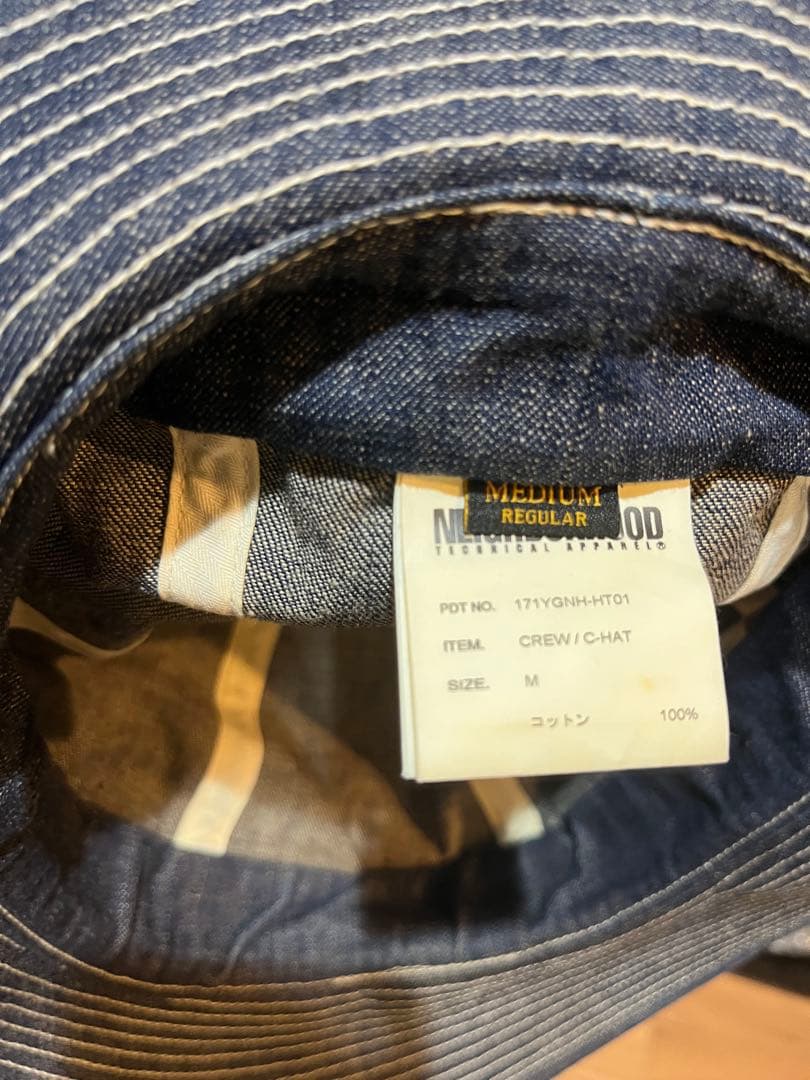 MEDIUM
REGULAR
TECHNICAL APPAREL®
PDT NO. 171YGNH-HT01
ITEM. CREW / C-HAT
SIZE. M
コットン 100%